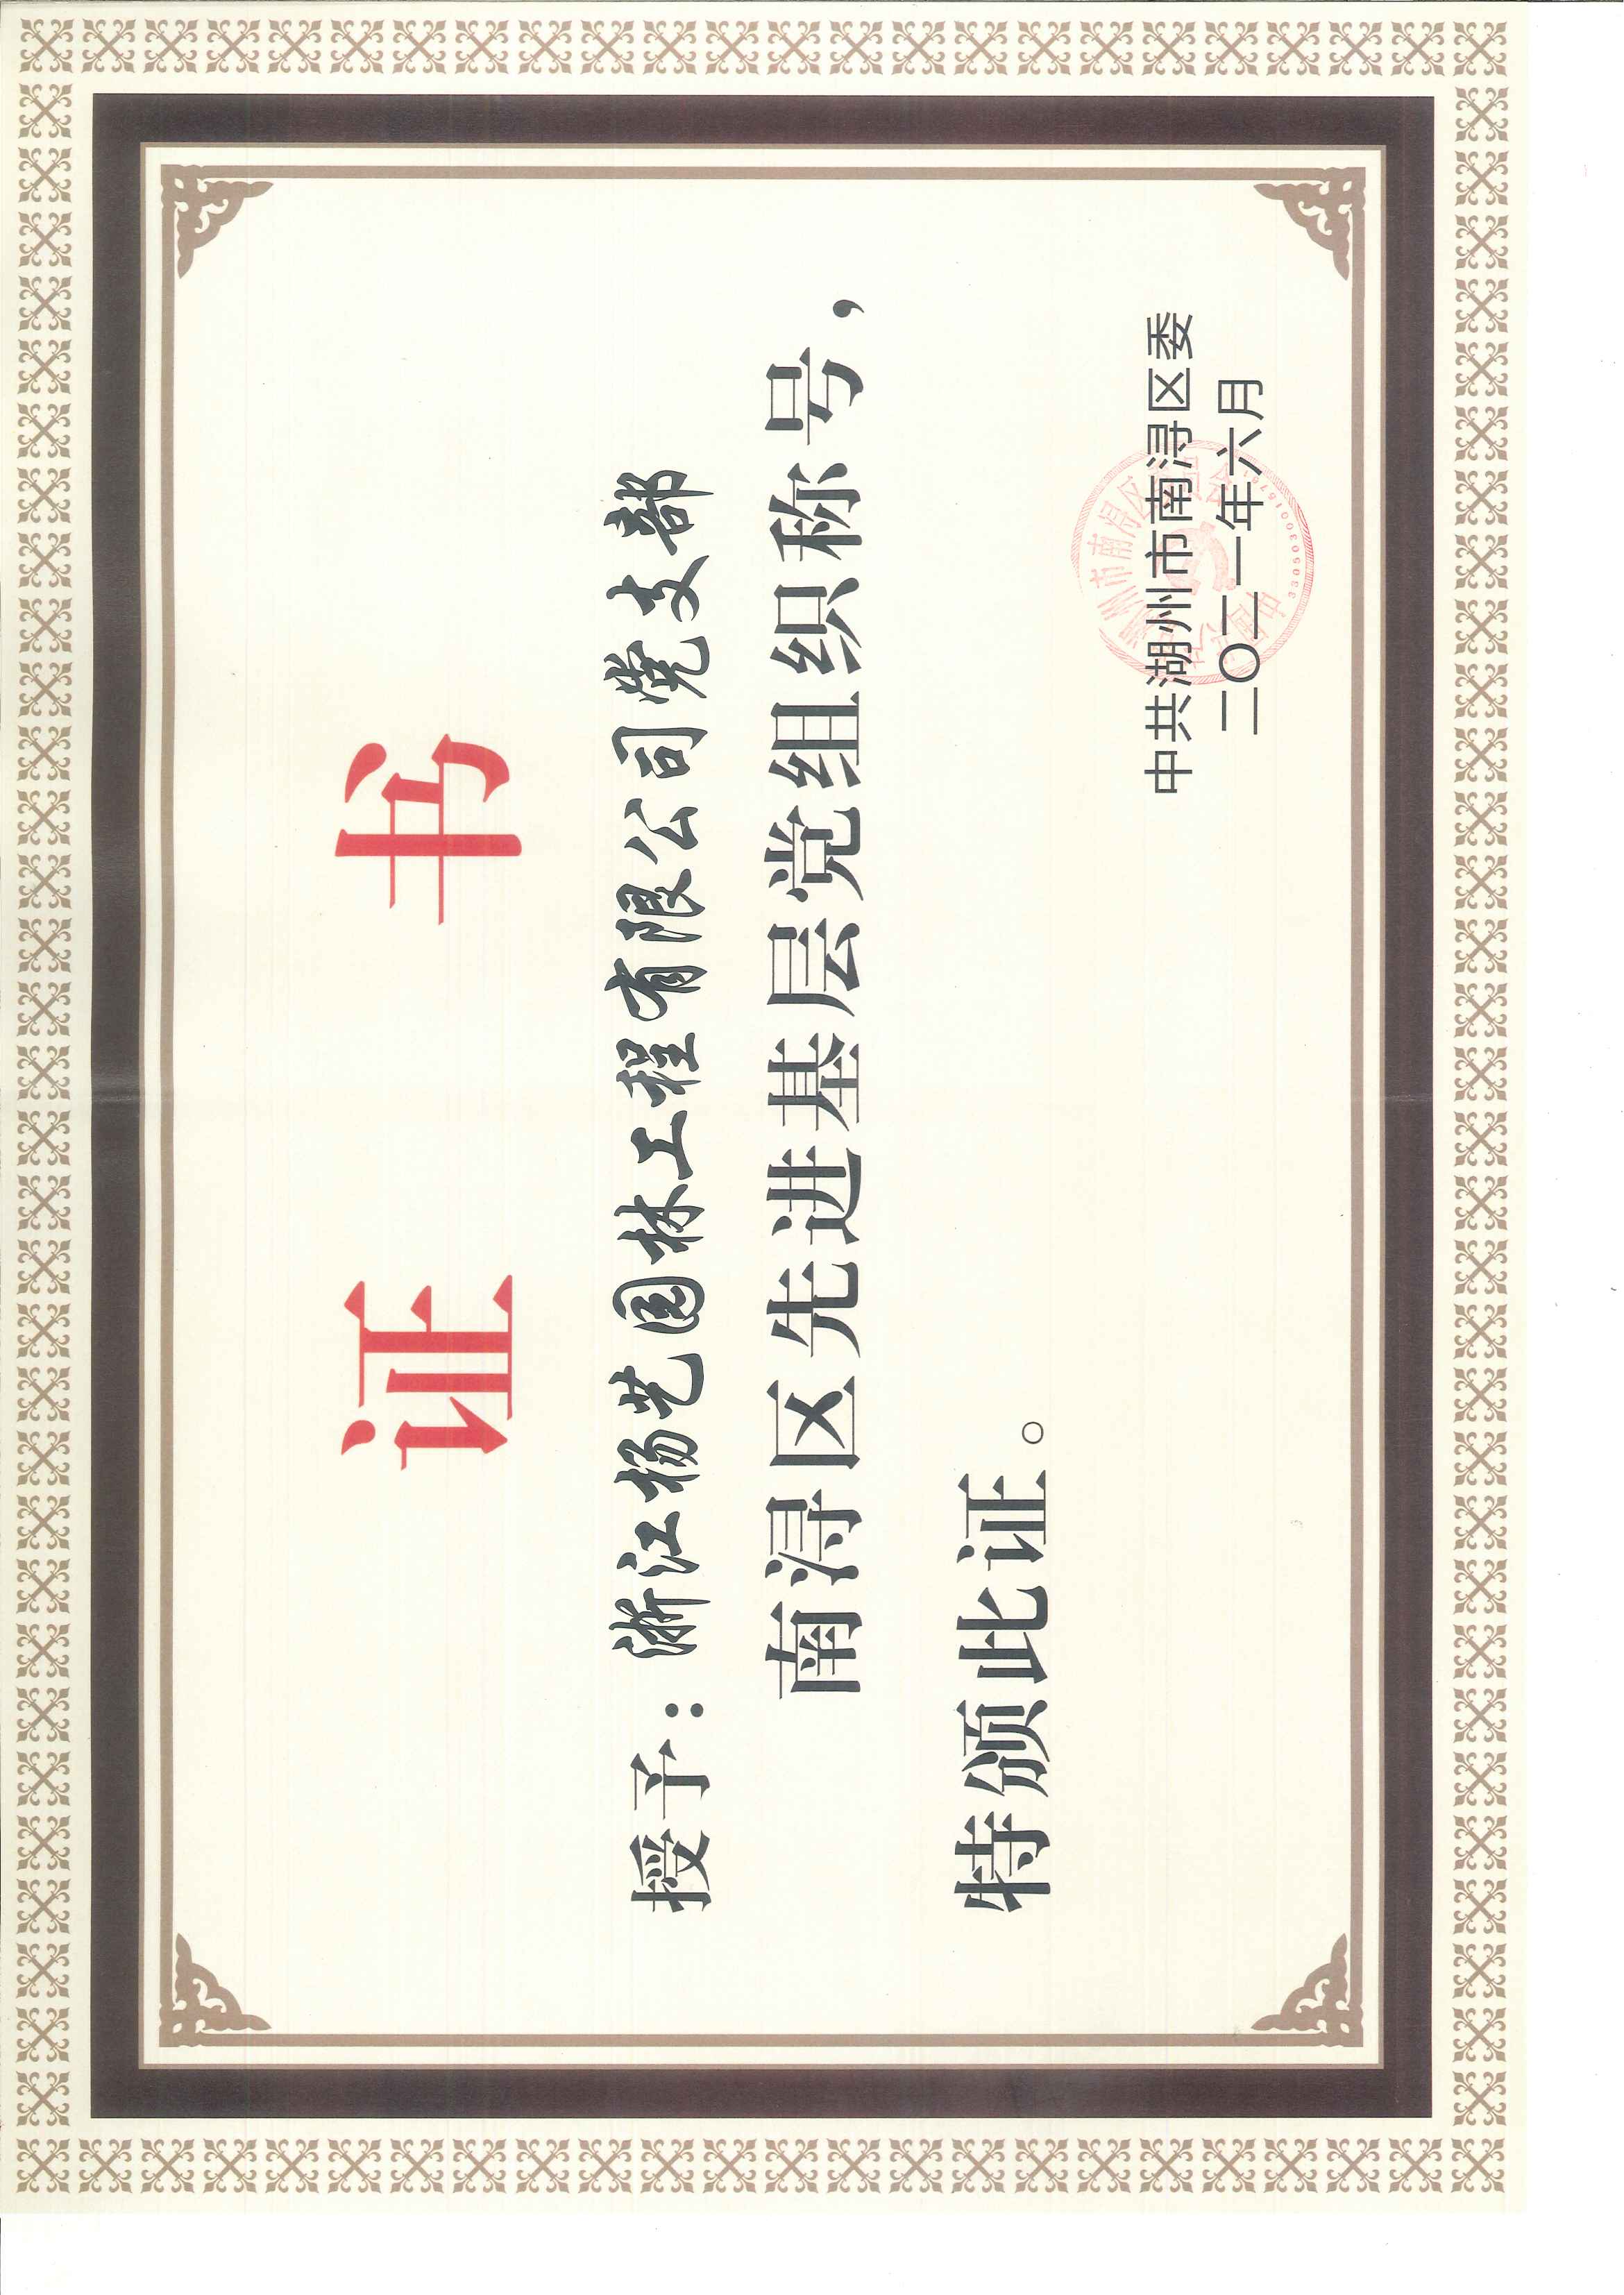 证 书
授予：浙江杨艺园林工程有限公司党支部
南浔区先进基层党组织称号，
特颁此证。
中共湖州市南浔区委
二〇二一年六月